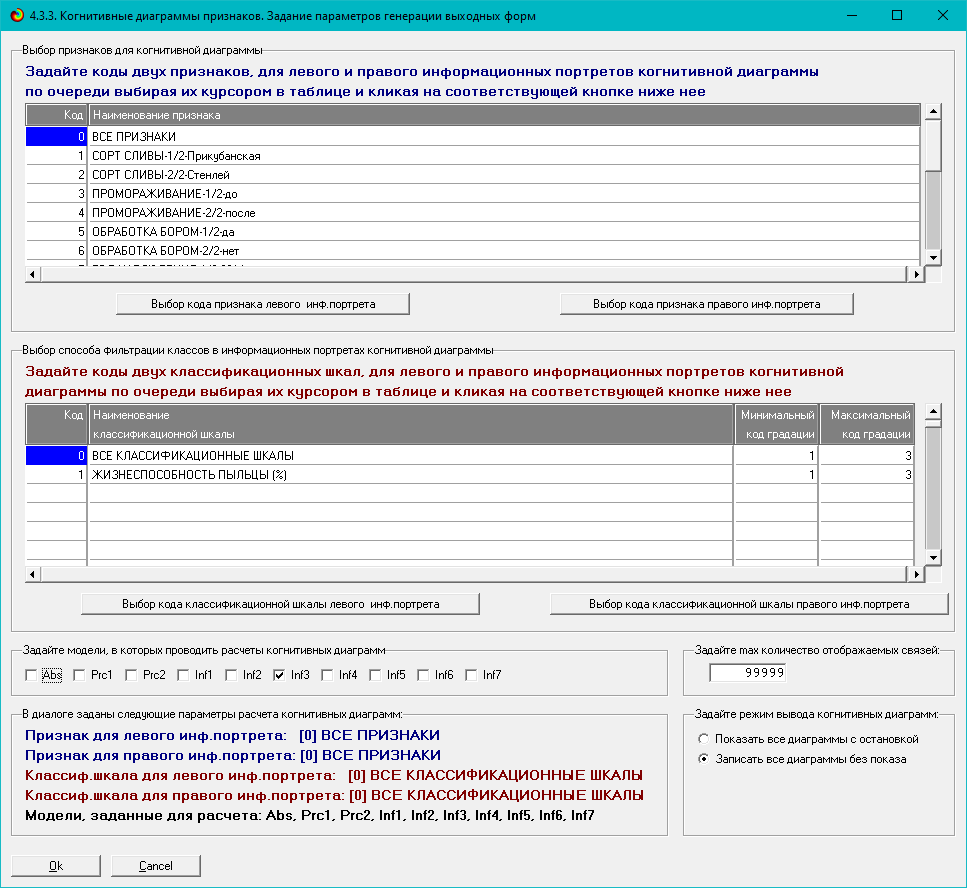 4.3.3. Когнитивные диаграммы признаков. Задание параметров генерации выходных форм
Выбор признаков для когнитивной диаграммы
Задайте коды двух признаков, для левого и правого информационных портретов когнитивной диаграммы
по очереди выбирая их курсором в таблице и кликая на соответствующей кнопке ниже нее
Код Наименование признака
0 ВСЕ ПРИЗНАКИ
1 СОРТ СЛИВЫ-1/2-Прикубанская
2 СОРТ СЛИВЫ-2/2-Стенлей
3 ПРОМОРАЖИВАНИЕ-1/2-до
4 ПРОМОРАЖИВАНИЕ-2/2-после
5 ОБРАБОТКА БОРОМ-1/2-да
6 ОБРАБОТКА БОРОМ-2/2-нет
Выбор кода признака левого инф.портрета Выбор кода признака правого инф.портрета
Выбор способа фильтрации классов в информационных портретах когнитивной диаграммы
Задайте коды двух классификационных шкал, для левого и правого информационных портретов когнитивной
диаграммы по очереди выбирая их курсором в таблице и кликая на соответствующей кнопке ниже нее
Код Наименование Минимальный Максимальный
классификационной шкалы код градации код градации
0 ВСЕ КЛАССИФИКАЦИОННЫЕ ШКАЛЫ 1 3
1 ЖИЗНЕСПОСОБНОСТЬ ПЫЛЬЦЫ (%) 1 3
Выбор кода классификационной шкалы левого инф.портрета Выбор кода классификационной шкалы правого инф.портрета
Задайте модели, в которых проводить расчеты когнитивных диаграмм Задайте max количество отображаемых связей:
Abs Prc1 Prc2 Inf1 Inf2 Inf3 Inf4 Inf5 Inf6 Inf7 99999
В диалоге заданы следующие параметры расчета когнитивных диаграмм:
Признак для левого инф.портрета: [0] ВСЕ ПРИЗНАКИ
Признак для правого инф.портрета: [0] ВСЕ ПРИЗНАКИ
Классиф.шкала для левого инф.портрета: [0] ВСЕ КЛАССИФИКАЦИОННЫЕ ШКАЛЫ
Классиф.шкала для правого инф.портрета: [0] ВСЕ КЛАССИФИКАЦИОННЫЕ ШКАЛЫ
Модели, заданные для расчета: Abs, Prc1, Prc2, Inf1, Inf2, Inf3, Inf4, Inf5, Inf6, Inf7
Задайте режим вывода когнитивных диаграмм:
Показать все диаграммы с остановкой
Записать все диаграммы без показа
Ok Cancel